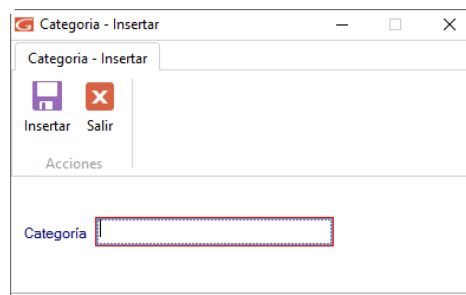 Categoria - Insertar
Categoria - Insertar
Insertar Salir
Acciones
Categoría